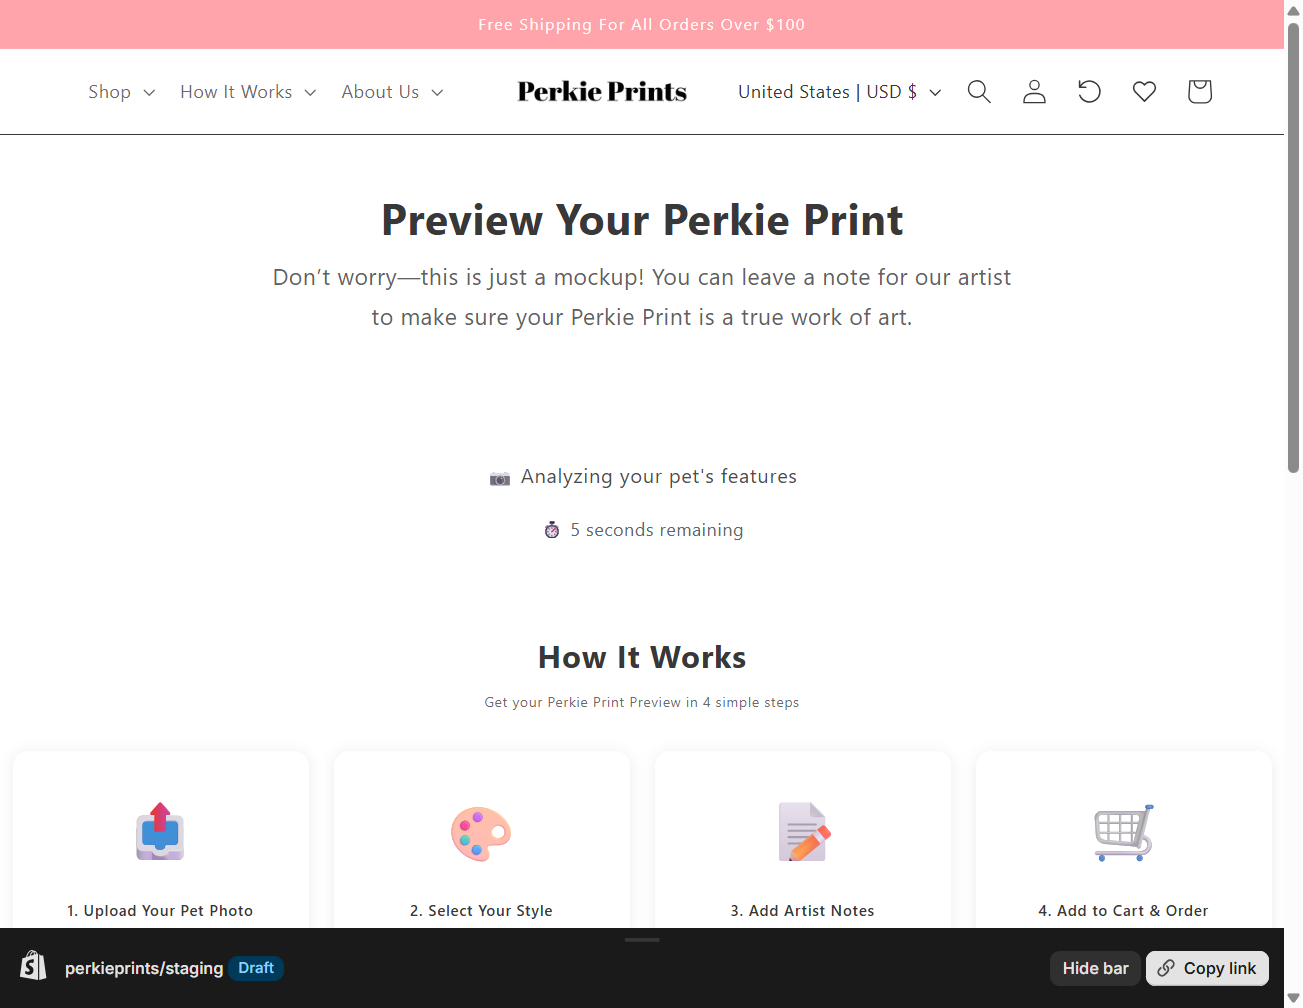 Free Shipping For All Orders Over $100
Shop How It Works About Us Perkie Prints United States | USD $
Preview Your Perkie Print
Don’t worry—this is just a mockup! You can leave a note for our artist
to make sure your Perkie Print is a true work of art.
Analyzing your pet's features
5 seconds remaining
How It Works
Get your Perkie Print Preview in 4 simple steps
1. Upload Your Pet Photo
2. Select Your Style
3. Add Artist Notes
4. Add to Cart & Order
perkieprints/staging Draft Hide bar Copy link